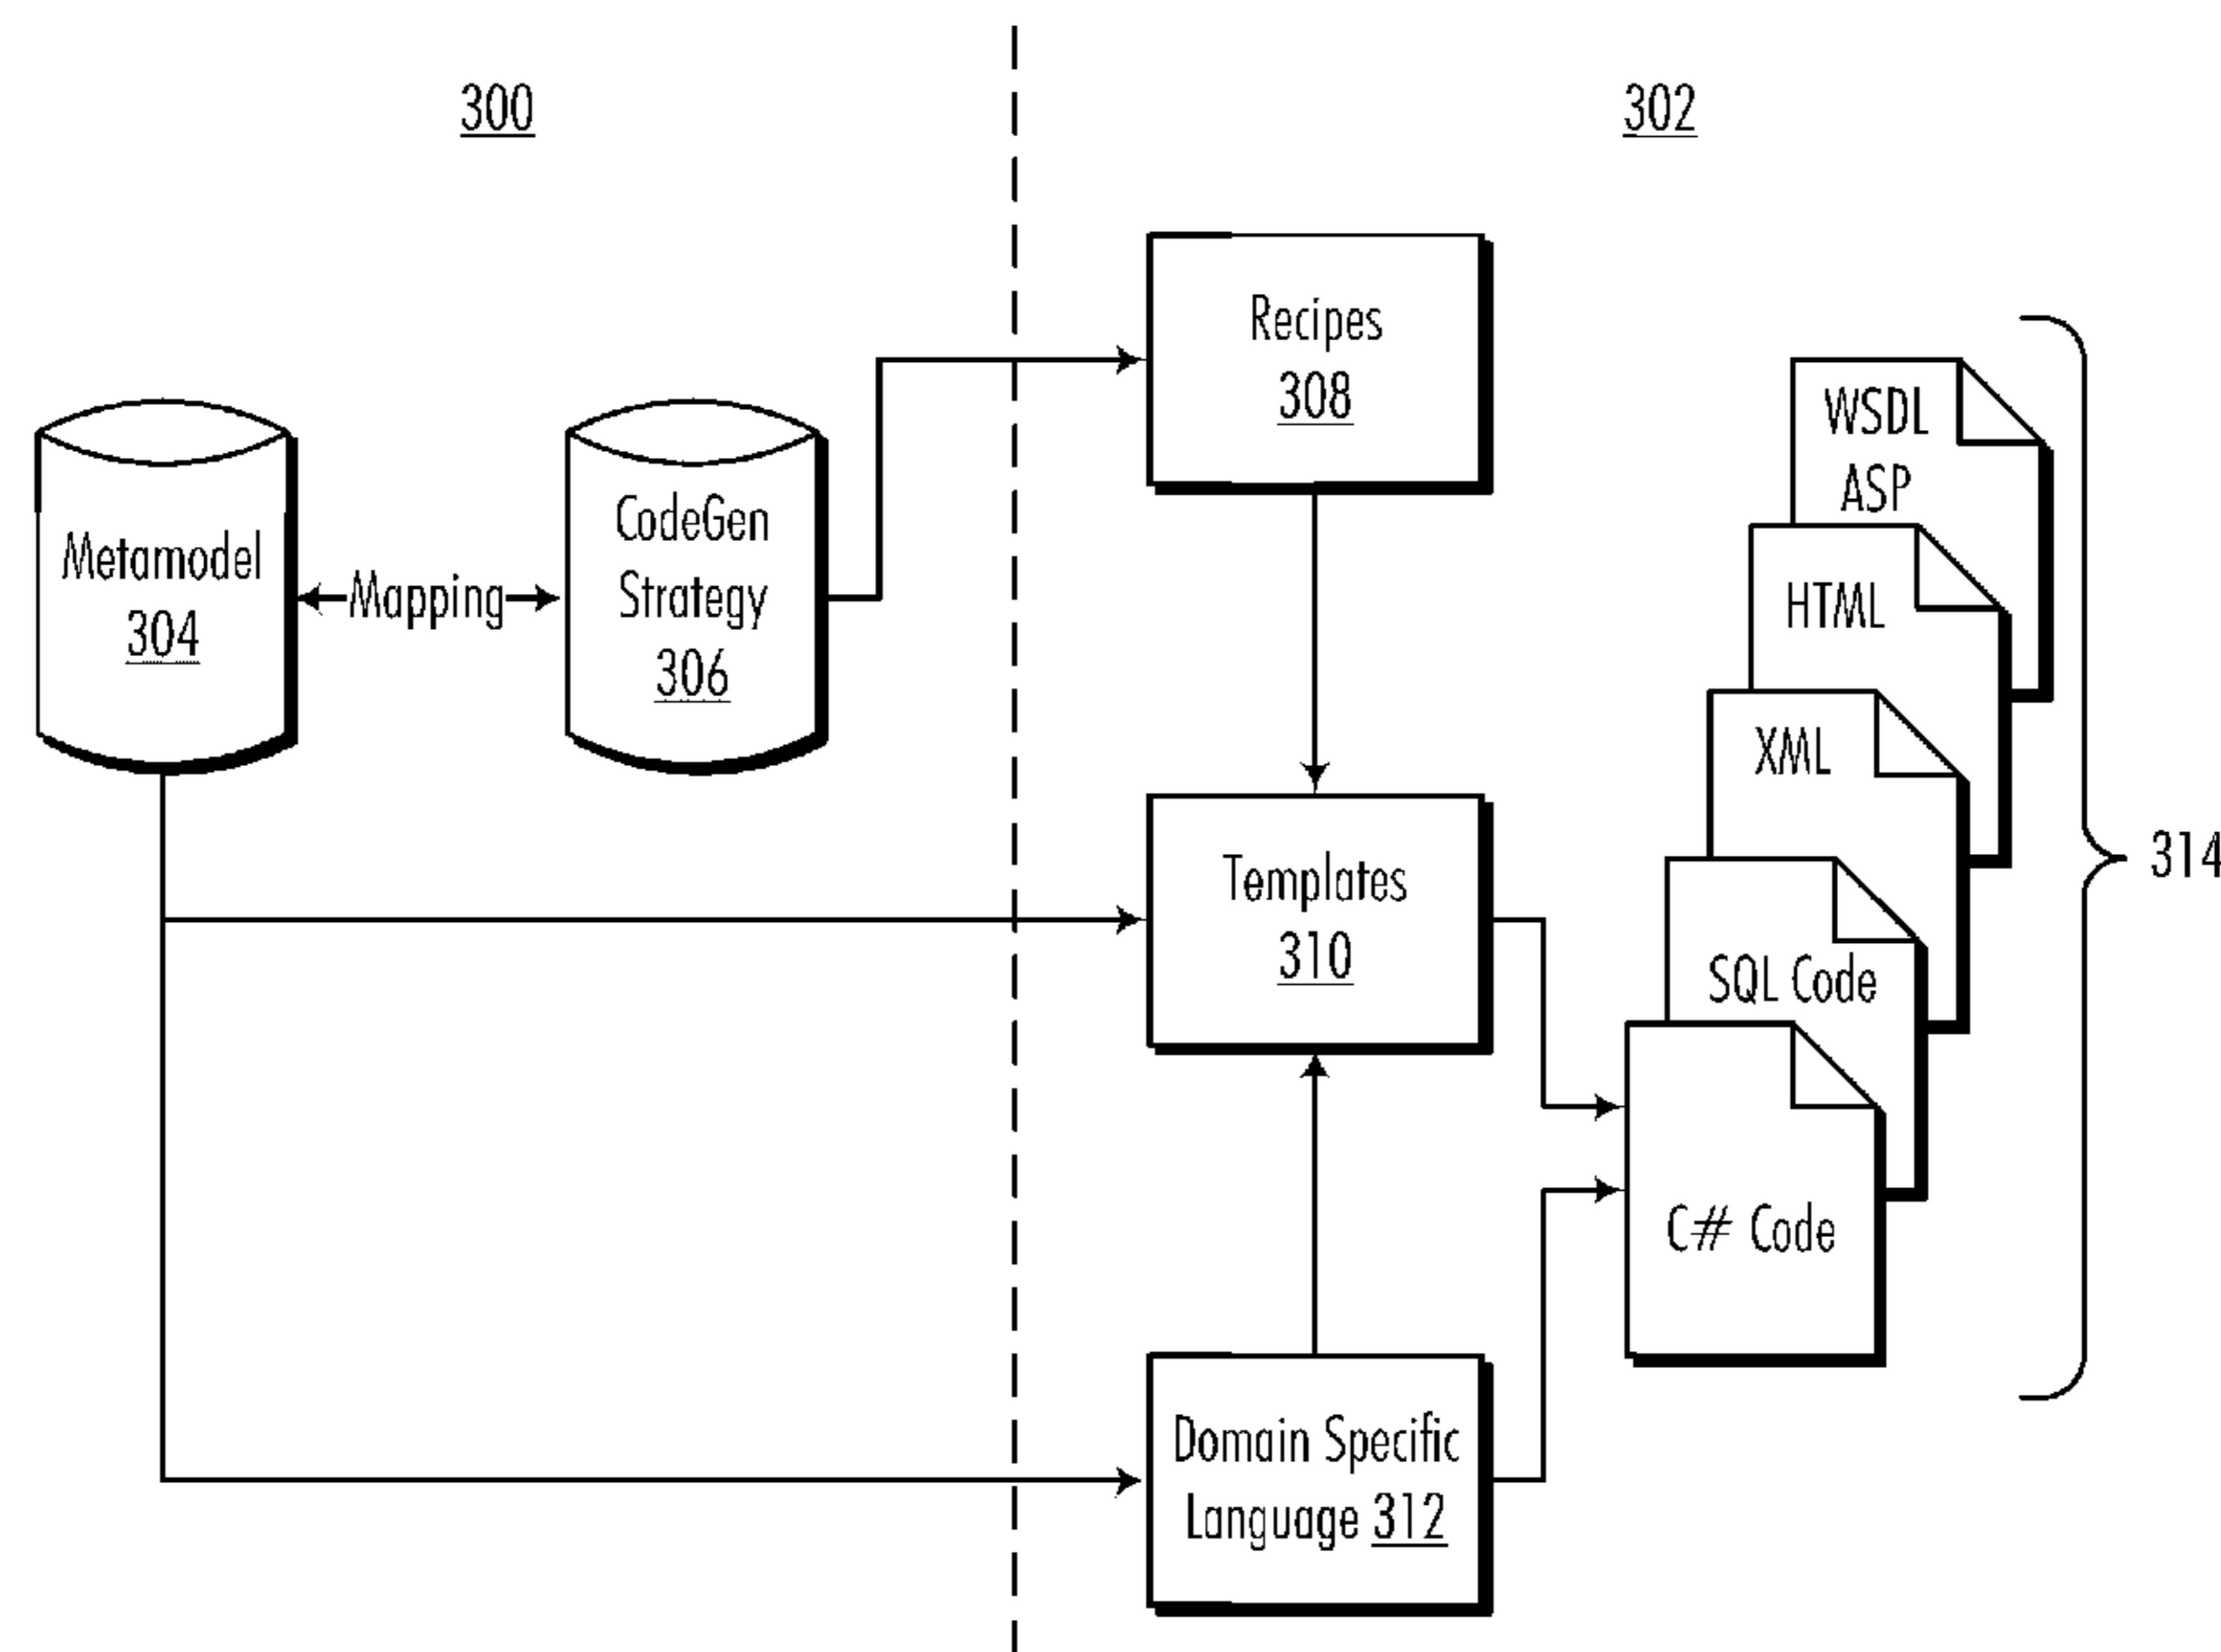 300
302
Recipes
308
Metamodel
304
Mapping
CodeGen
Strategy
306
Templates
310
Domain Specific
Language 312
WSDL
ASP
HTML
XML
SQL Code
C# Code
314